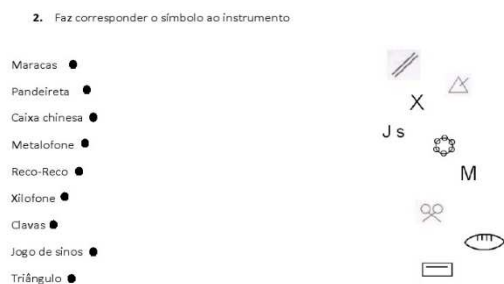 2. Faz corresponder o símbolo ao instrumento
Maracas
Pandeireta
Caixa chinesa
Metalofone
Reco-Reco
Xilofone
Clavas
Jogo de sinos
Triângulo
X
J s
M